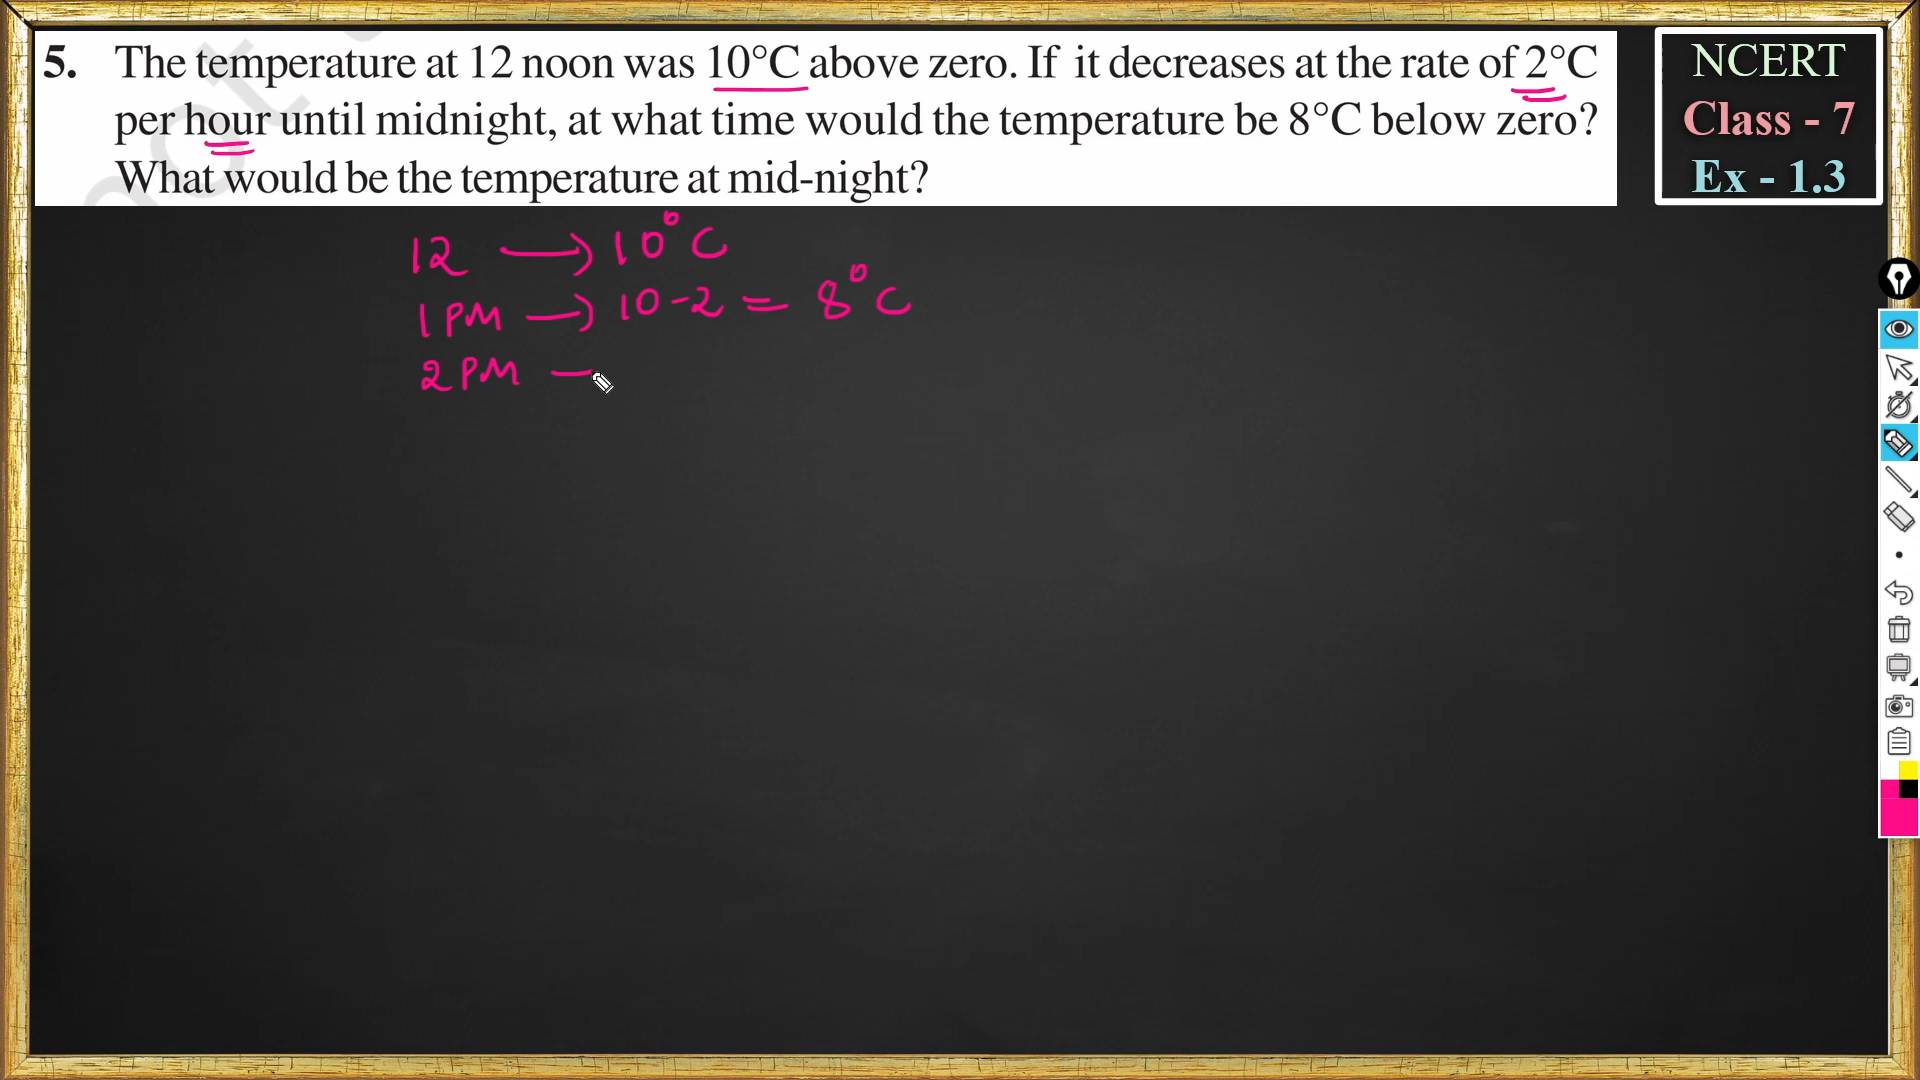 5. The temperature at 12 noon was 10°C above zero. If it decreases at the rate of 2°C
per hour until midnight, at what time would the temperature be 8°C below zero?
What would be the temperature at mid-night?
NCERT
Class - 7
Ex - 1.3
12 → 10°C
1 PM → 10-2 = 8°C
2 PM —